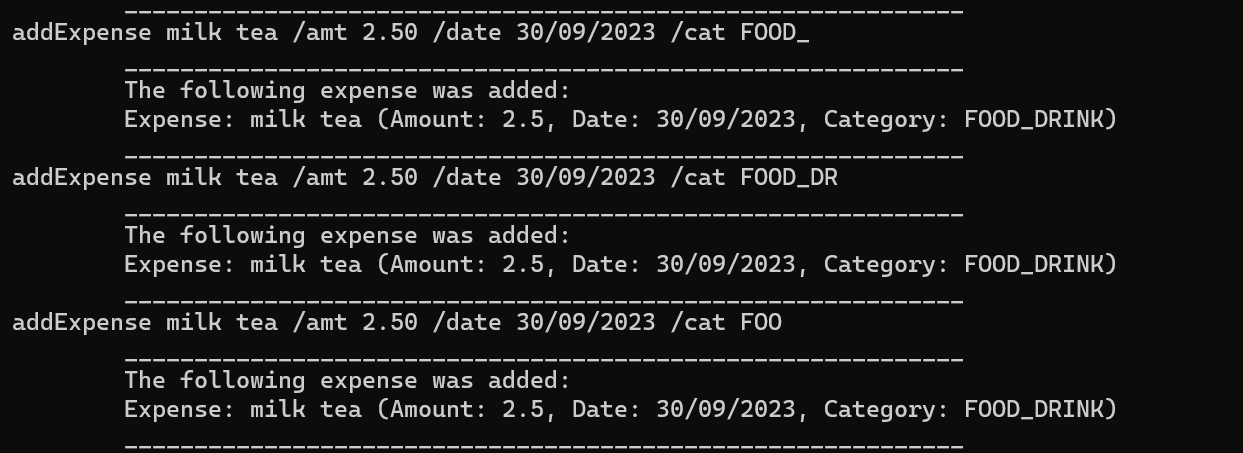 ____________________________________________________________
addExpense milk tea /amt 2.50 /date 30/09/2023 /cat FOOD_
____________________________________________________________
The following expense was added:
Expense: milk tea (Amount: 2.5, Date: 30/09/2023, Category: FOOD_DRINK)
____________________________________________________________
addExpense milk tea /amt 2.50 /date 30/09/2023 /cat FOOD_DR
____________________________________________________________
The following expense was added:
Expense: milk tea (Amount: 2.5, Date: 30/09/2023, Category: FOOD_DRINK)
____________________________________________________________
addExpense milk tea /amt 2.50 /date 30/09/2023 /cat FOO
____________________________________________________________
The following expense was added:
Expense: milk tea (Amount: 2.5, Date: 30/09/2023, Category: FOOD_DRINK)
____________________________________________________________